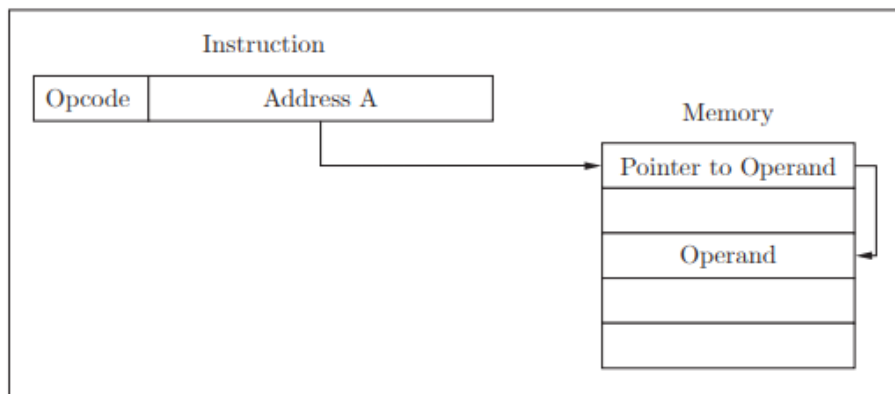 Instruction
Opcode
Address A
Memory
Pointer to Operand
Operand